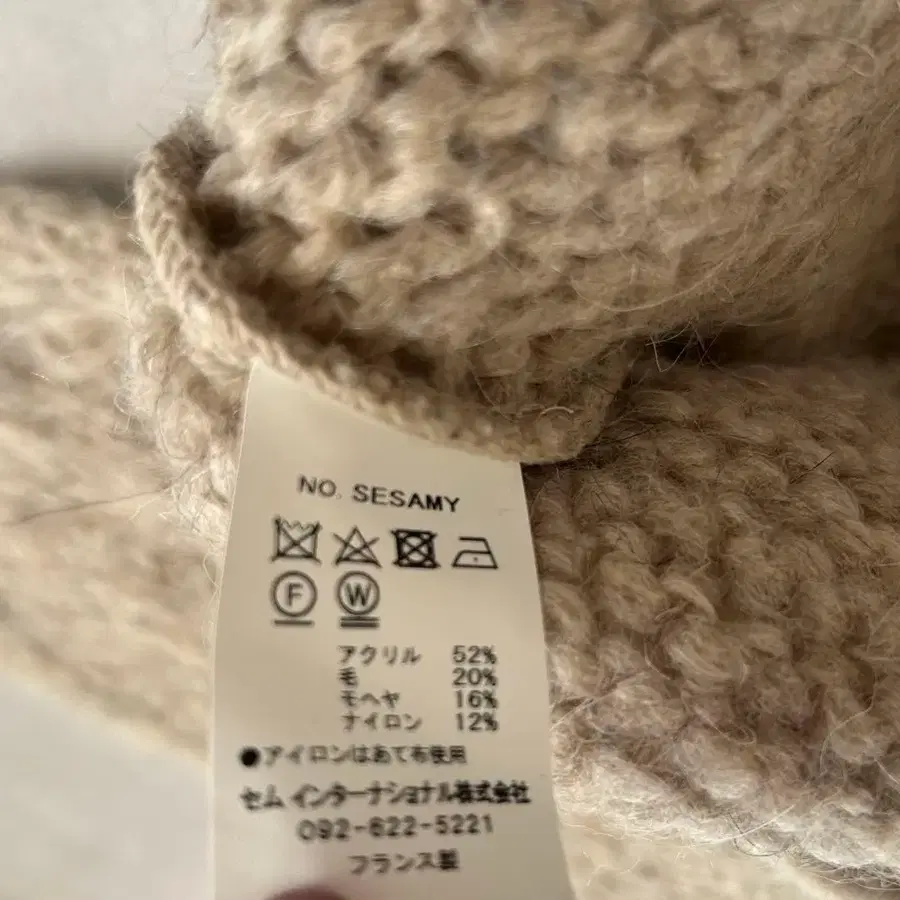 NO. SESAMY
F W
アクリル 52%
毛 20%
モヘヤ 16%
ナイロン 12%
●アイロンはあて布使用
セム インターナショナル株式会社
092-622-5221
フランス製